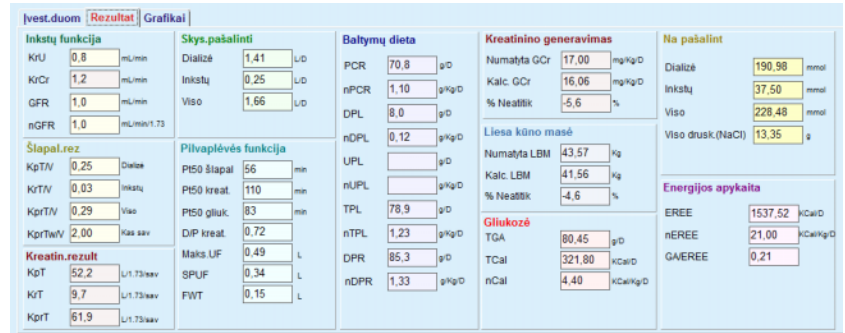 Įvest.duom Rezultat Grafikai
Inkstų funkcija
KrU 0,8 mL/min
KrCr 1,2 mL/min
GFR 1,0 mL/min
nGFR 1,0 mL/min/1.73
Šlapal.rez
KpT/V 0,25 Dializė
KrT/V 0,03 Inkstų
KprT/V 0,29 Viso
KprTw/V 2,00 Kas sav
Kreatin.rezult
KpT 52,2 L/1.73/sav
KrT 9,7 L/1.73/sav
KprT 61,9 L/1.73/sav
Skys.pašalinti
Dializė 1,41 L/D
Inkstų 0,25 L/D
Viso 1,66 L/D
Pilvaplėvės funkcija
Pt50 šlapal 56 min
Pt50 kreat. 110 min
Pt50 gliuk. 83 min
D/P kreat. 0,72
Maks.UF 0,49 L
SPUF 0,34 L
FWT 0,15 L
Baltymų dieta
PCR 70,8 g/D
nPCR 1,10 g/Kg/D
DPL 8,0 g/D
nDPL 0,12 g/Kg/D
UPL g/D
nUPL g/Kg/D
TPL 78,9 g/D
nTPL 1,23 g/Kg/D
DPR 85,3 g/D
nDPR 1,33 g/Kg/D
Kreatinino generavimas
Numatyta GCr 17,00 mg/Kg/D
Kalc. GCr 16,06 mg/Kg/D
% Neatitik -5,6 %
Liesa kūno masė
Numatyta LBM 43,57 Kg
Kalc. LBM 41,56 Kg
% Neatitik -4,6 %
Gliukozė
TGA 80,45 g/D
TCal 321,80 KCal/D
nCal 4,40 KCal/Kg/D
Na pašalint
Dializė 190,98 mmol
Inkstų 37,50 mmol
Viso 228,48 mmol
Viso drusk.(NaCl) 13,35 g
Energijos apykaita
EREE 1537,52 KCal/D
nEREE 21,00 KCal/Kg/D
GA/EREE 0,21